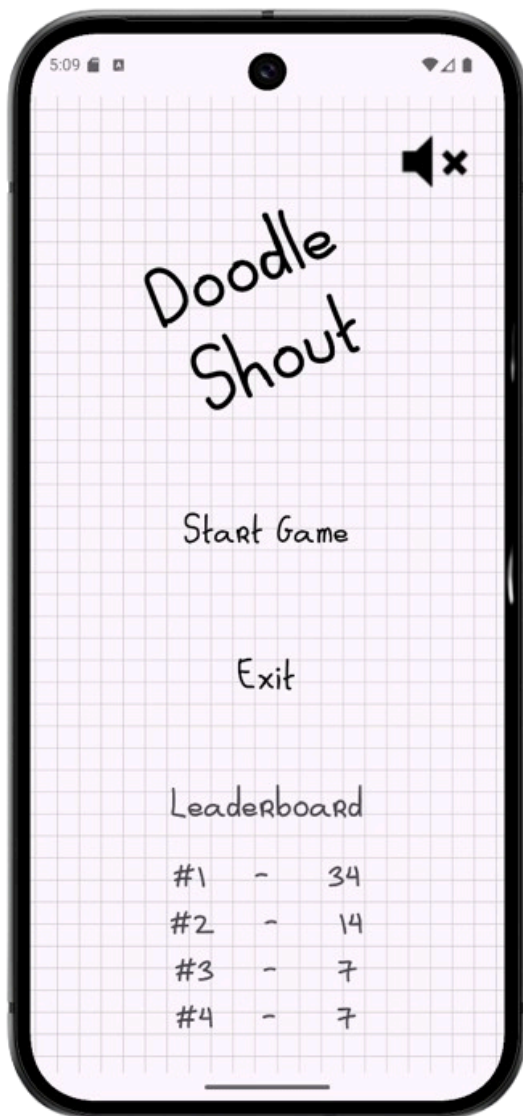 5:09
Doodle
Shout
Start Game
Exit
Leaderboard
#1 - 34
#2 - 14
#3 - 7
#4 - 7